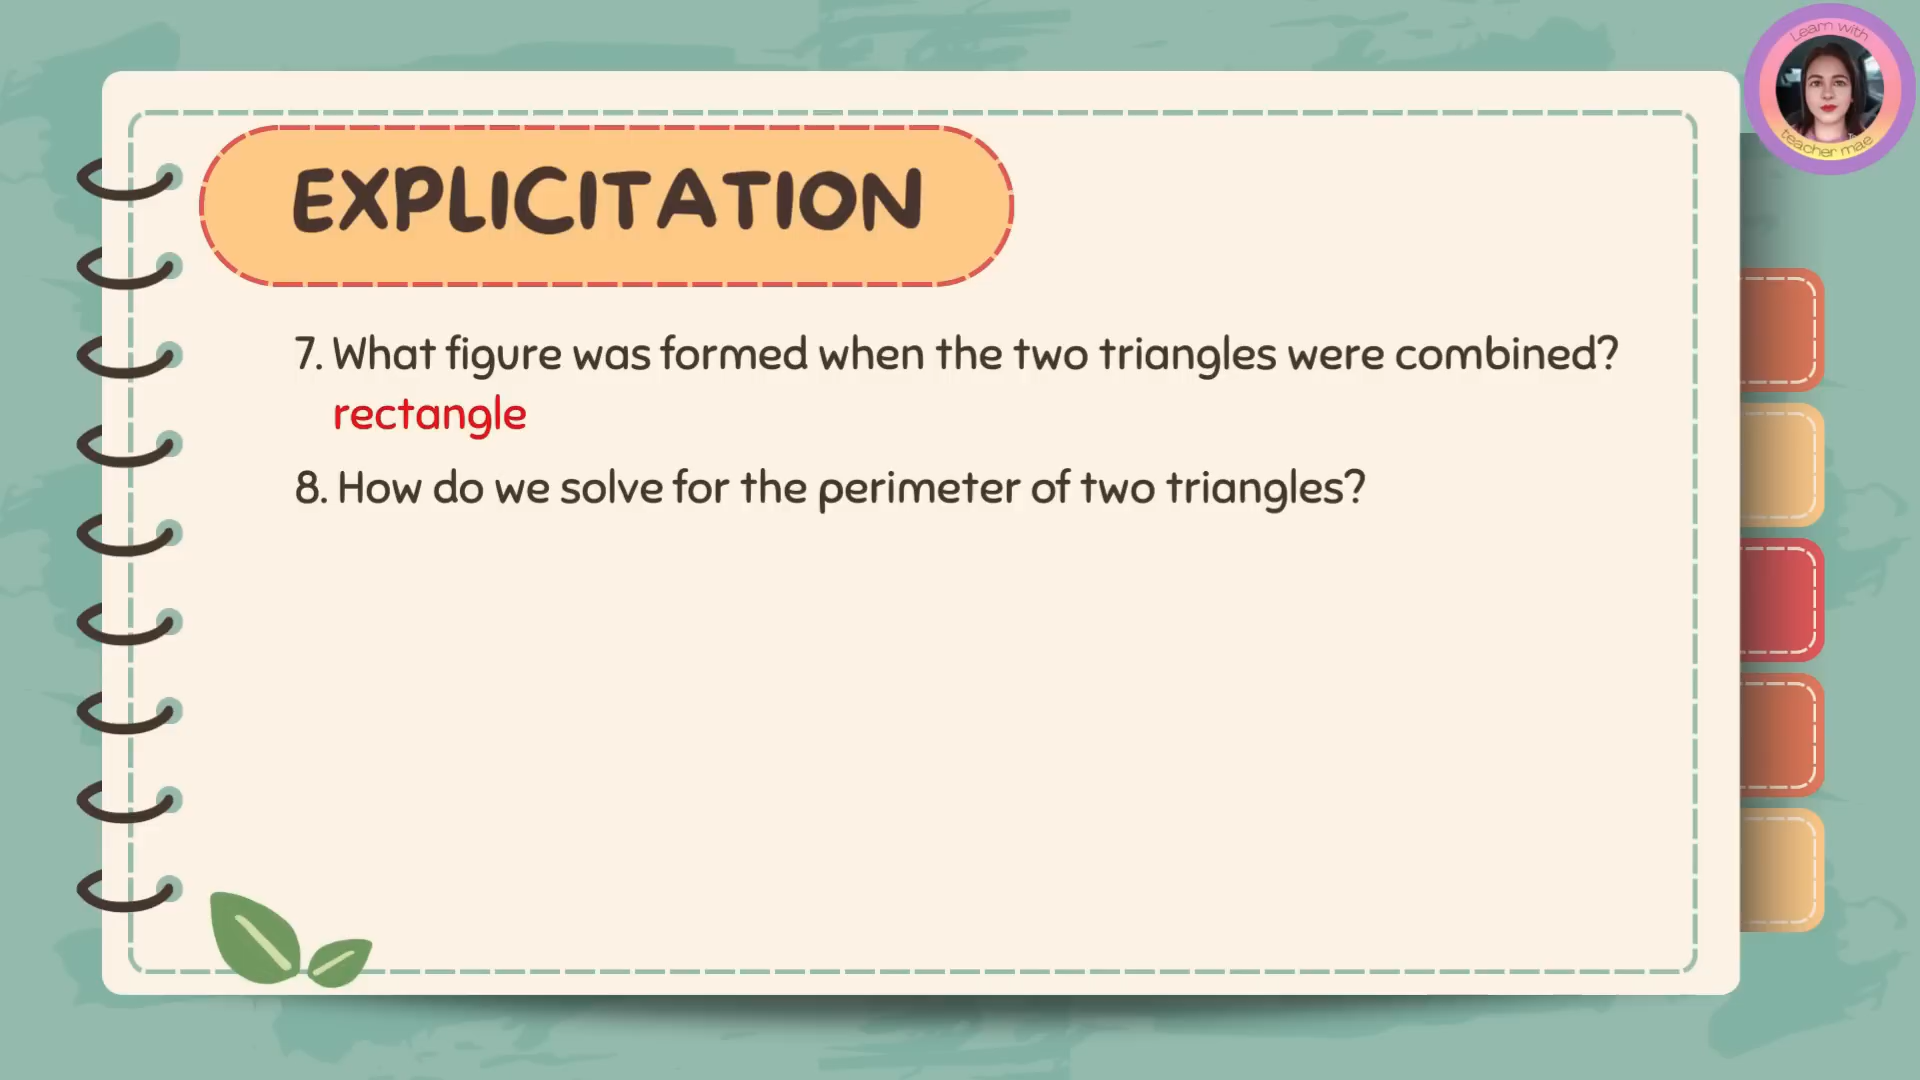 Learn with
teacher mae
EXPLICITATION
7. What figure was formed when the two triangles were combined?
rectangle
8. How do we solve for the perimeter of two triangles?